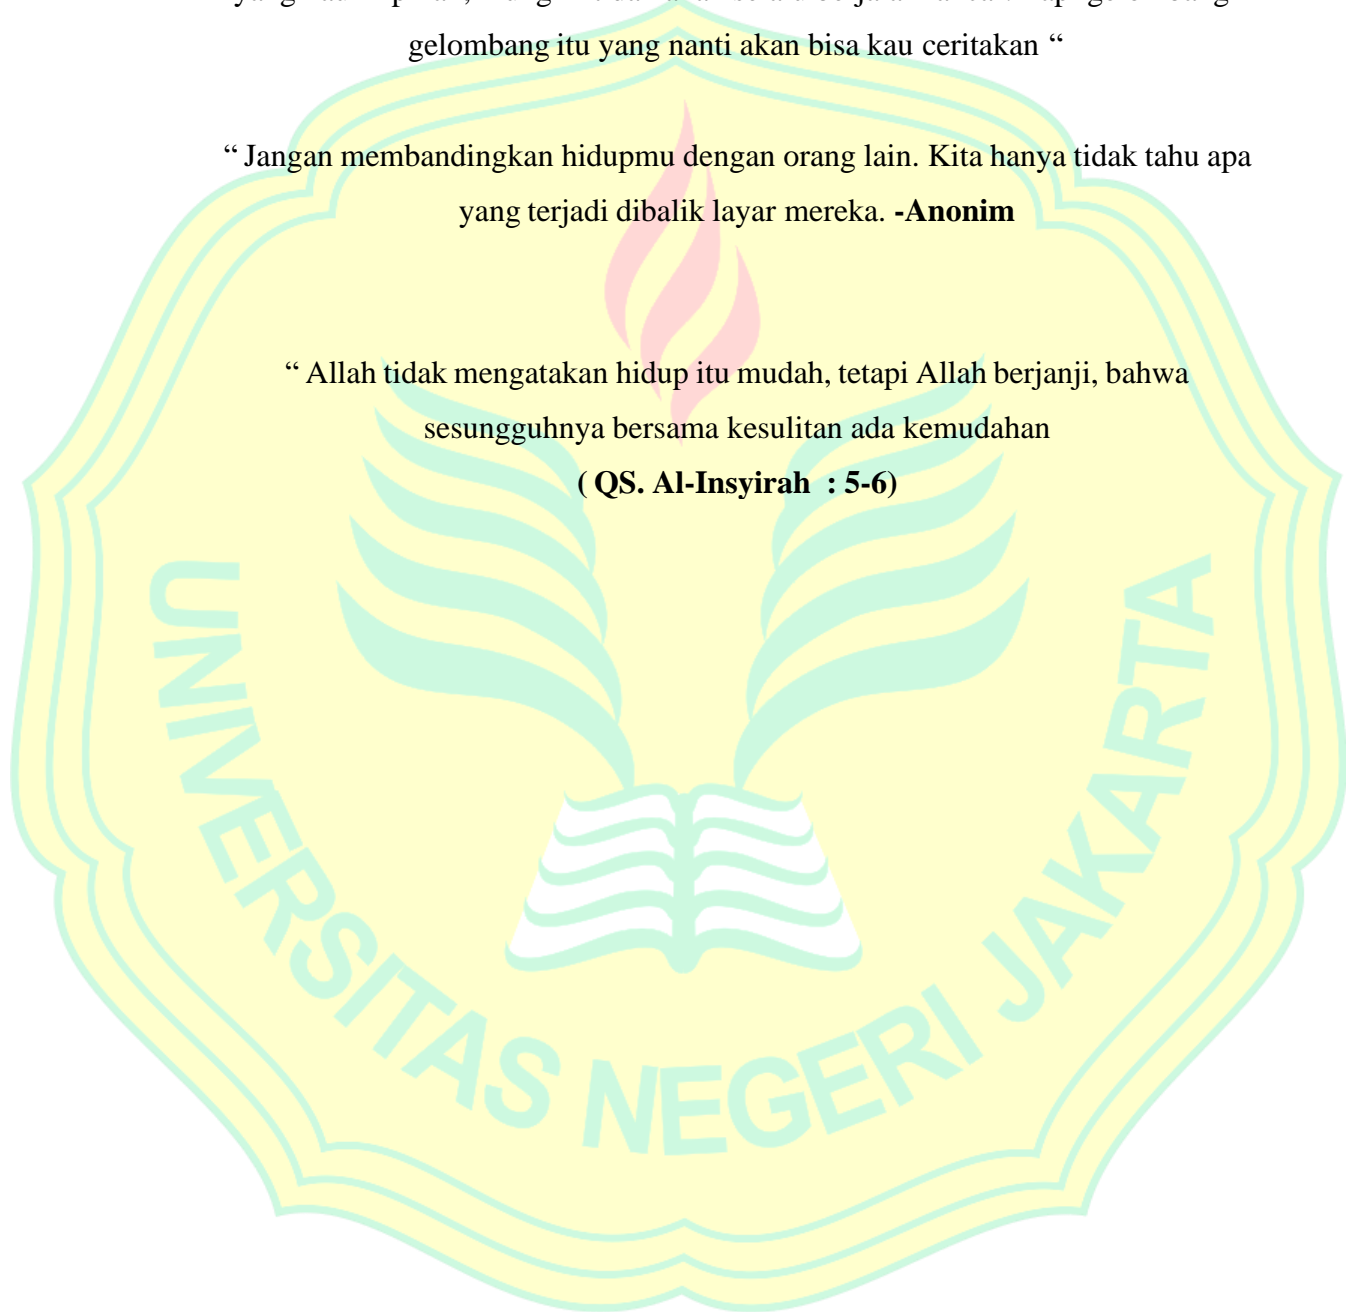 gelombang itu yang nanti akan bisa kau ceritakan “
“ Jangan membandingkan hidupmu dengan orang lain. Kita hanya tidak tahu apa
yang terjadi dibalik layar mereka. -Anonim
“ Allah tidak mengatakan hidup itu mudah, tetapi Allah berjanji, bahwa
sesungguhnya bersama kesulitan ada kemudahan
( QS. Al-Insyirah : 5-6)
UNIVERSITAS NEGERI JAKARTA